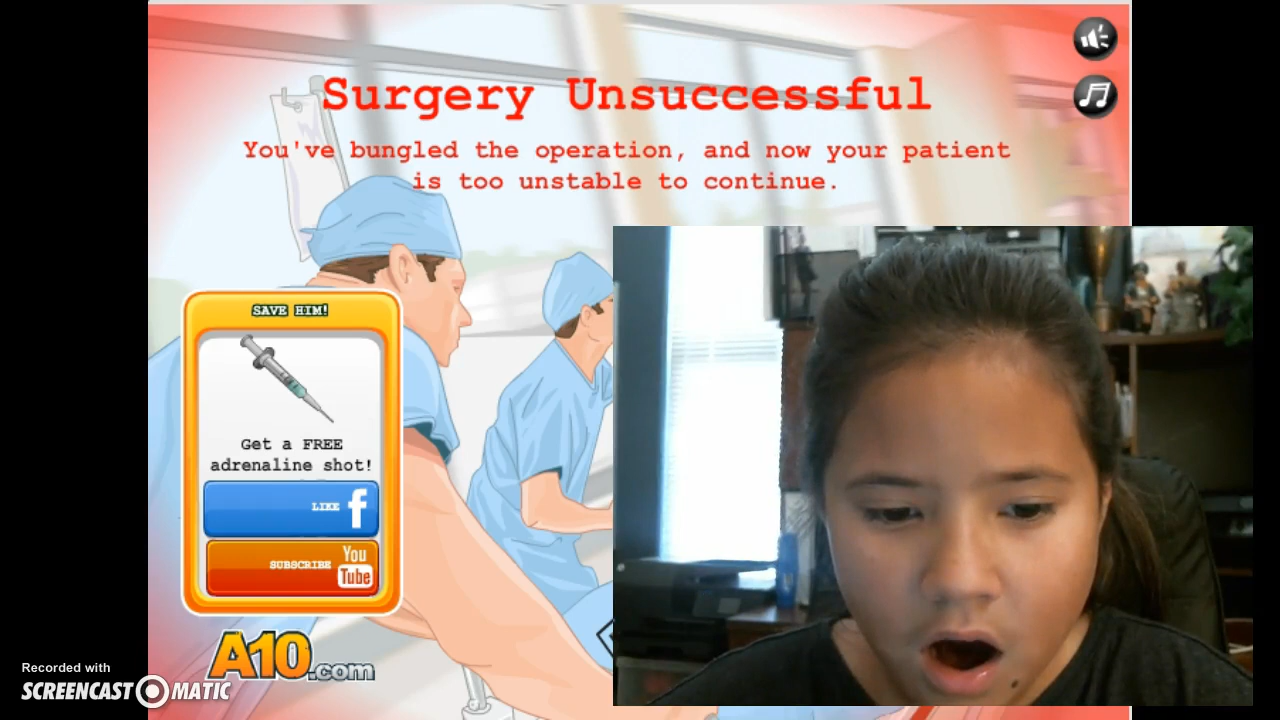 Surgery Unsuccessful
You've bungled the operation, and now your patient
is too unstable to continue.
SAVE HIM!
Get a FREE
adrenaline shot!
LIKE f
SUBSCRIBE You
Tube
A10.com
Recorded with
SCREENCAST O MATIC